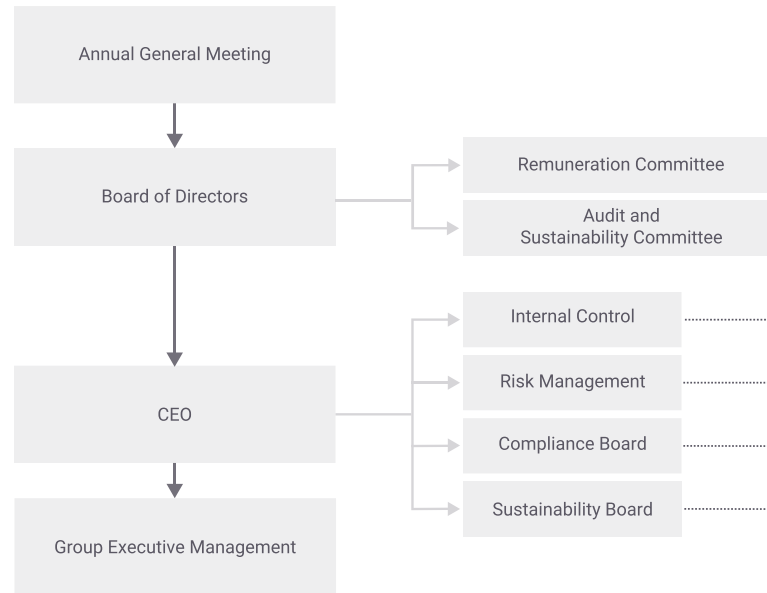 Annual General Meeting
Board of Directors
Remuneration Committee
Audit and
Sustainability Committee
Internal Control
Risk Management
CEO
Compliance Board
Sustainability Board
Group Executive Management